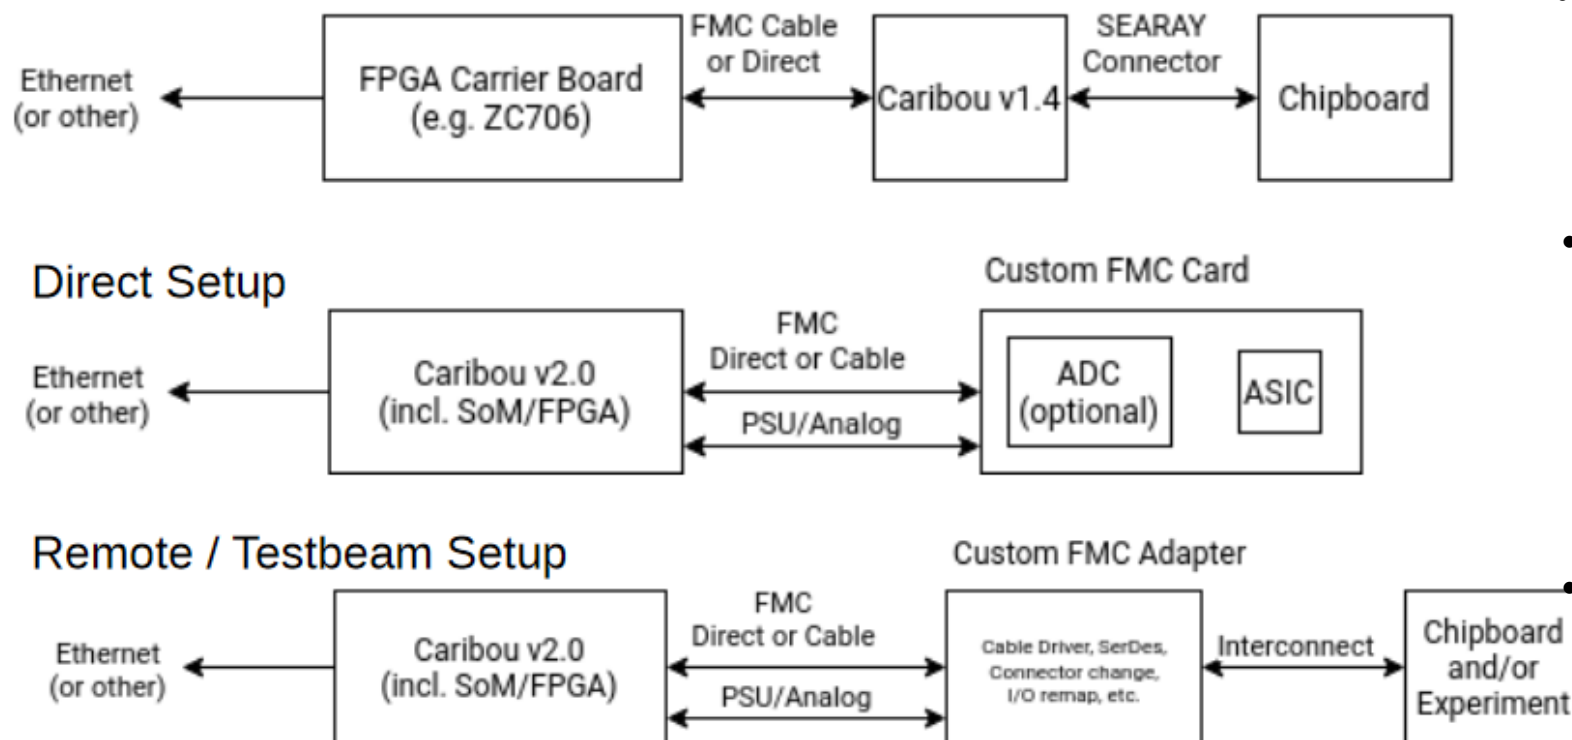 Ethernet
(or other)
FPGA Carrier Board
(e.g. ZC706)
FMC Cable
or Direct
Caribou v1.4
SEARAY
Connector
Chipboard
Direct Setup
Custom FMC Card
Ethernet
(or other)
Caribou v2.0
(incl. SoM/FPGA)
FMC
Direct or Cable
PSU/Analog
ADC
(optional)
ASIC
Remote / Testbeam Setup
Custom FMC Adapter
Ethernet
(or other)
Caribou v2.0
(incl. SoM/FPGA)
FMC
Direct or Cable
PSU/Analog
Cable Driver, SerDes,
Connector change,
I/O remap, etc.
Interconnect
Chipboard
and/or
Experiment